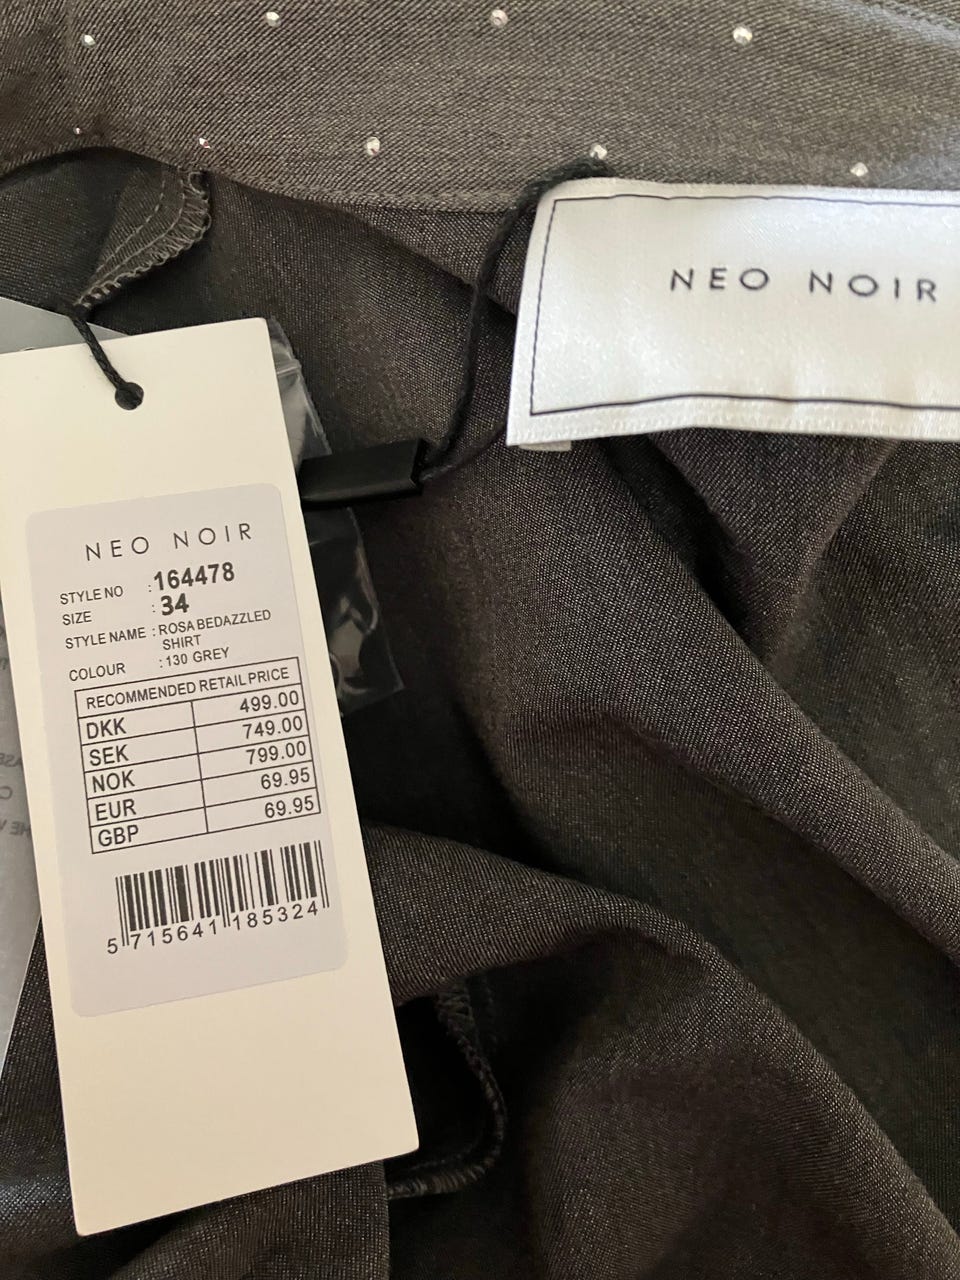 NEO NOIR
NEO NOIR
STYLE NO : 164478
SIZE : 34
STYLE NAME : ROSA BEDAZZLED
SHIRT
COLOUR : 130 GREY
RECOMMENDED RETAIL PRICE
DKK 499.00
SEK 749.00
NOK 799.00
EUR 69.95
GBP 69.95
5 715641 185324